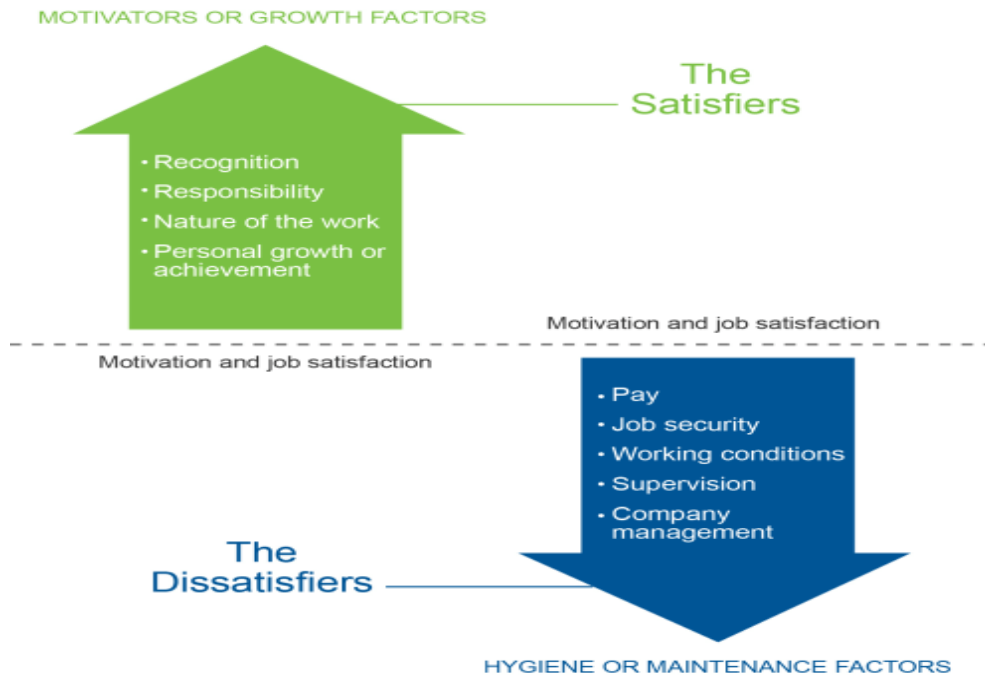 MOTIVATORS OR GROWTH FACTORS
The
Satisfiers
• Recognition
• Responsibility
• Nature of the work
• Personal growth or
achievement
Motivation and job satisfaction
Motivation and job satisfaction
• Pay
• Job security
• Working conditions
• Supervision
• Company
management
The
Dissatisfiers
HYGIENE OR MAINTENANCE FACTORS